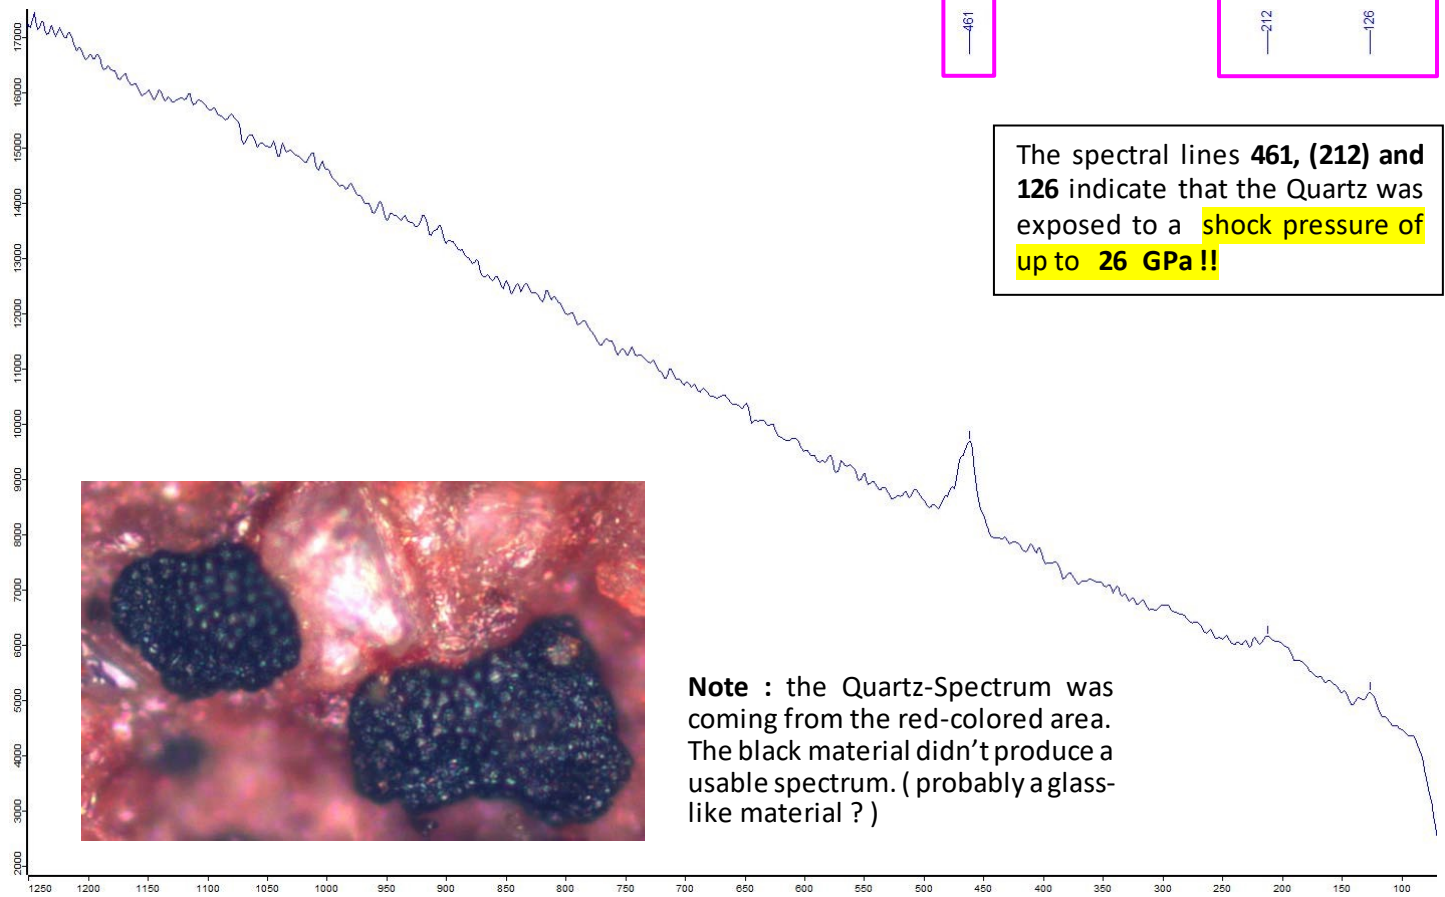 461
212
126
The spectral lines 461, (212) and
126 indicate that the Quartz was
exposed to a shock pressure of
up to 26 GPa !!
Note : the Quartz-Spectrum was
coming from the red-colored area.
The black material didn't produce a
usable spectrum. ( probably a glass-
like material ? )
17000
16000
15000
14000
13000
12000
11000
10000
9000
8000
7000
6000
5000
4000
3000
2000
1250 1200 1150 1100 1050 1000 950 900 850 800 750 700 650 600 550 500 450 400 350 300 250 200 150 100